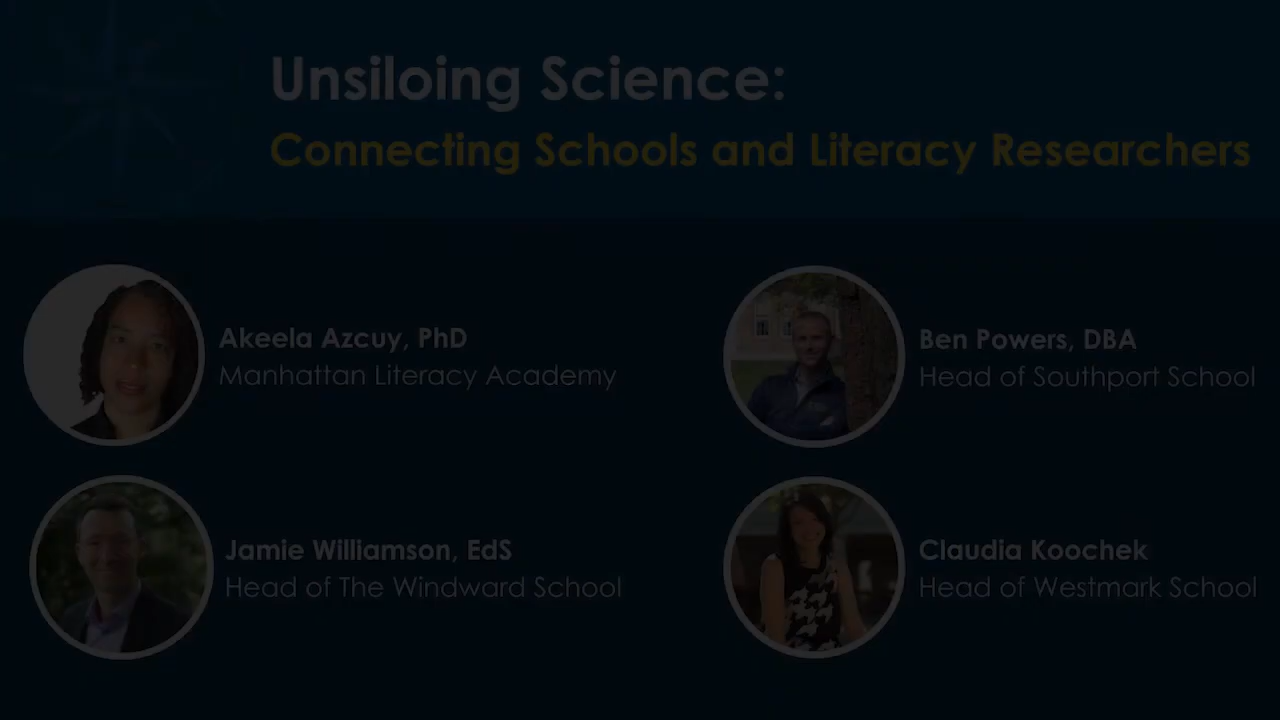 Unsiloing Science:
Connecting Schools and Literacy Researchers
Akeela Azcuy, PhD
Manhattan Literacy Academy
Ben Powers, DBA
Head of Southport School
Jamie Williamson, EdS
Head of The Windward School
Claudia Koochek
Head of Westmark School